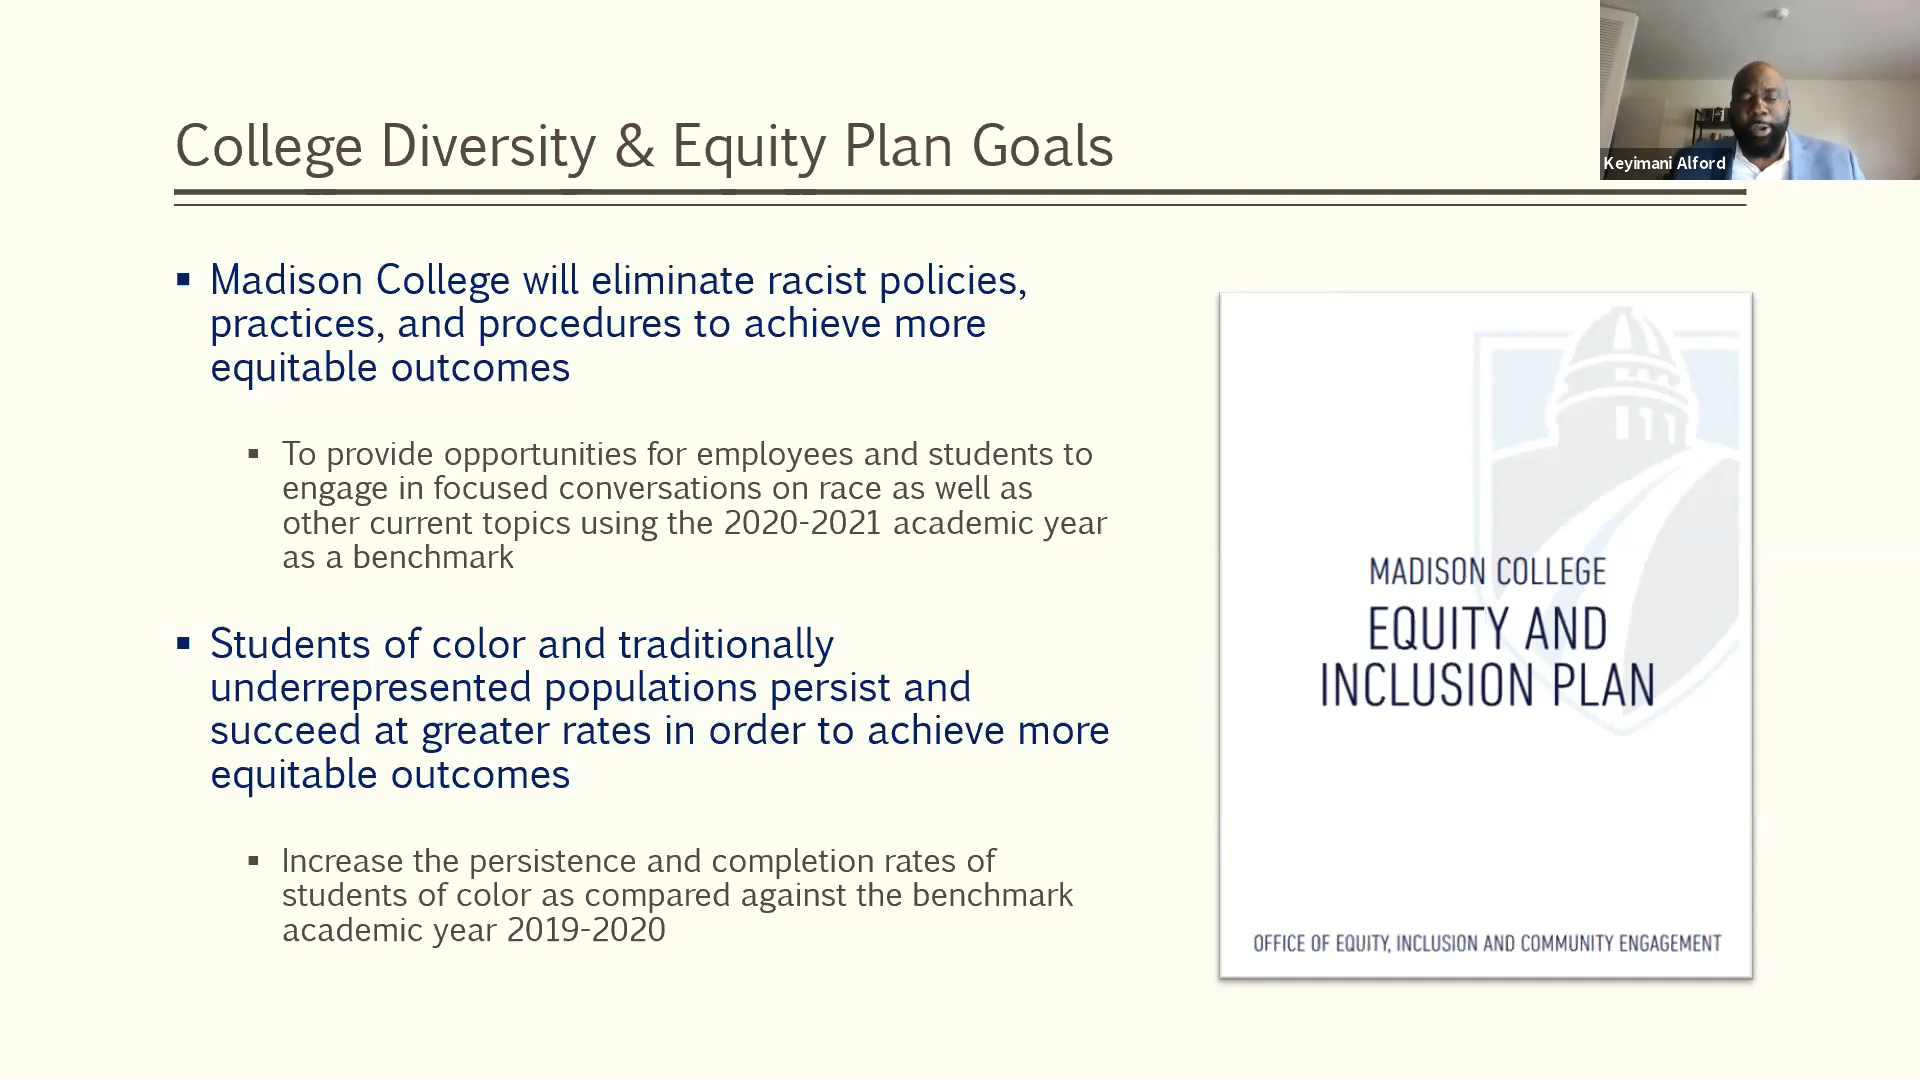 College Diversity & Equity Plan Goals
Keyimani Alford
▪ Madison College will eliminate racist policies,
practices, and procedures to achieve more
equitable outcomes
▪ To provide opportunities for employees and students to
engage in focused conversations on race as well as
other current topics using the 2020-2021 academic year
as a benchmark
▪ Students of color and traditionally
underrepresented populations persist and
succeed at greater rates in order to achieve more
equitable outcomes
▪ Increase the persistence and completion rates of
students of color as compared against the benchmark
academic year 2019-2020
MADISON COLLEGE
EQUITY AND
INCLUSION PLAN
OFFICE OF EQUITY, INCLUSION AND COMMUNITY ENGAGEMENT